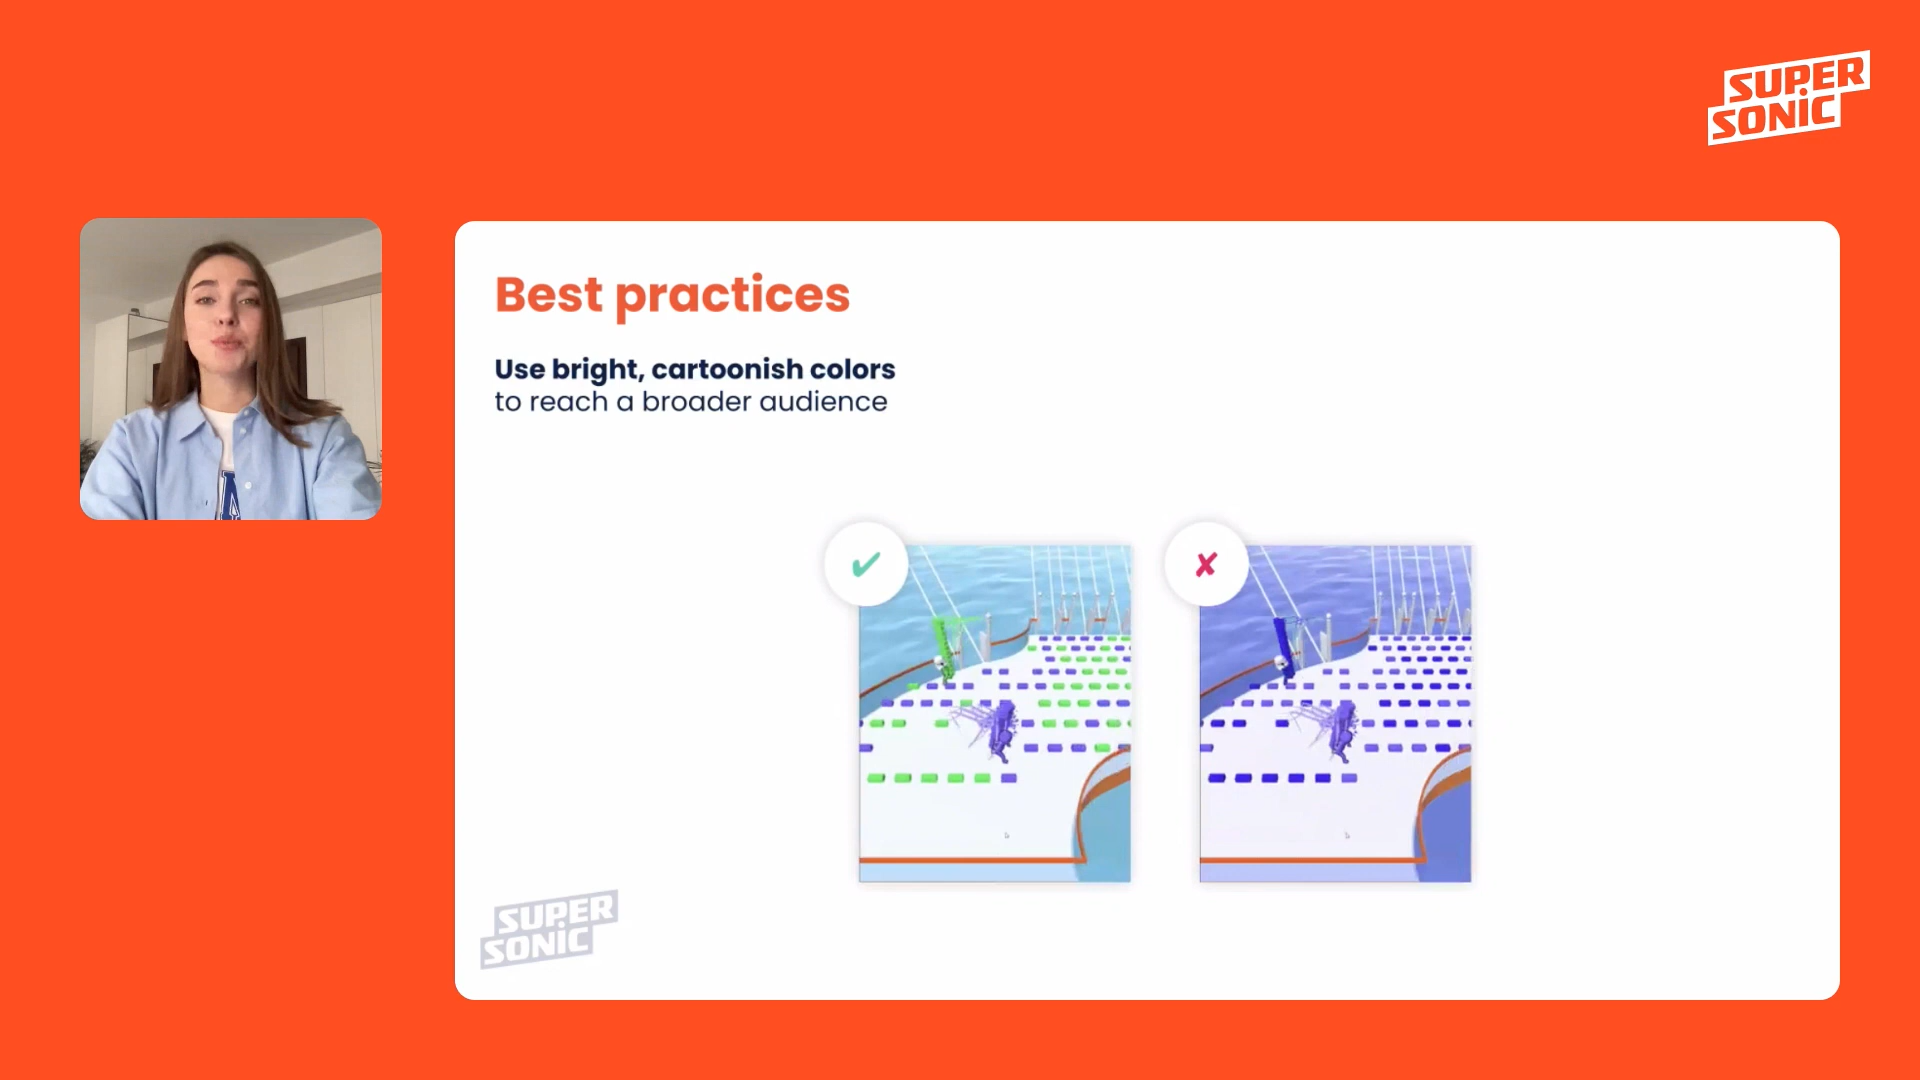 SUPER
SONIC
Best practices
Use bright, cartoonish colors
to reach a broader audience
SUPER
SONIC